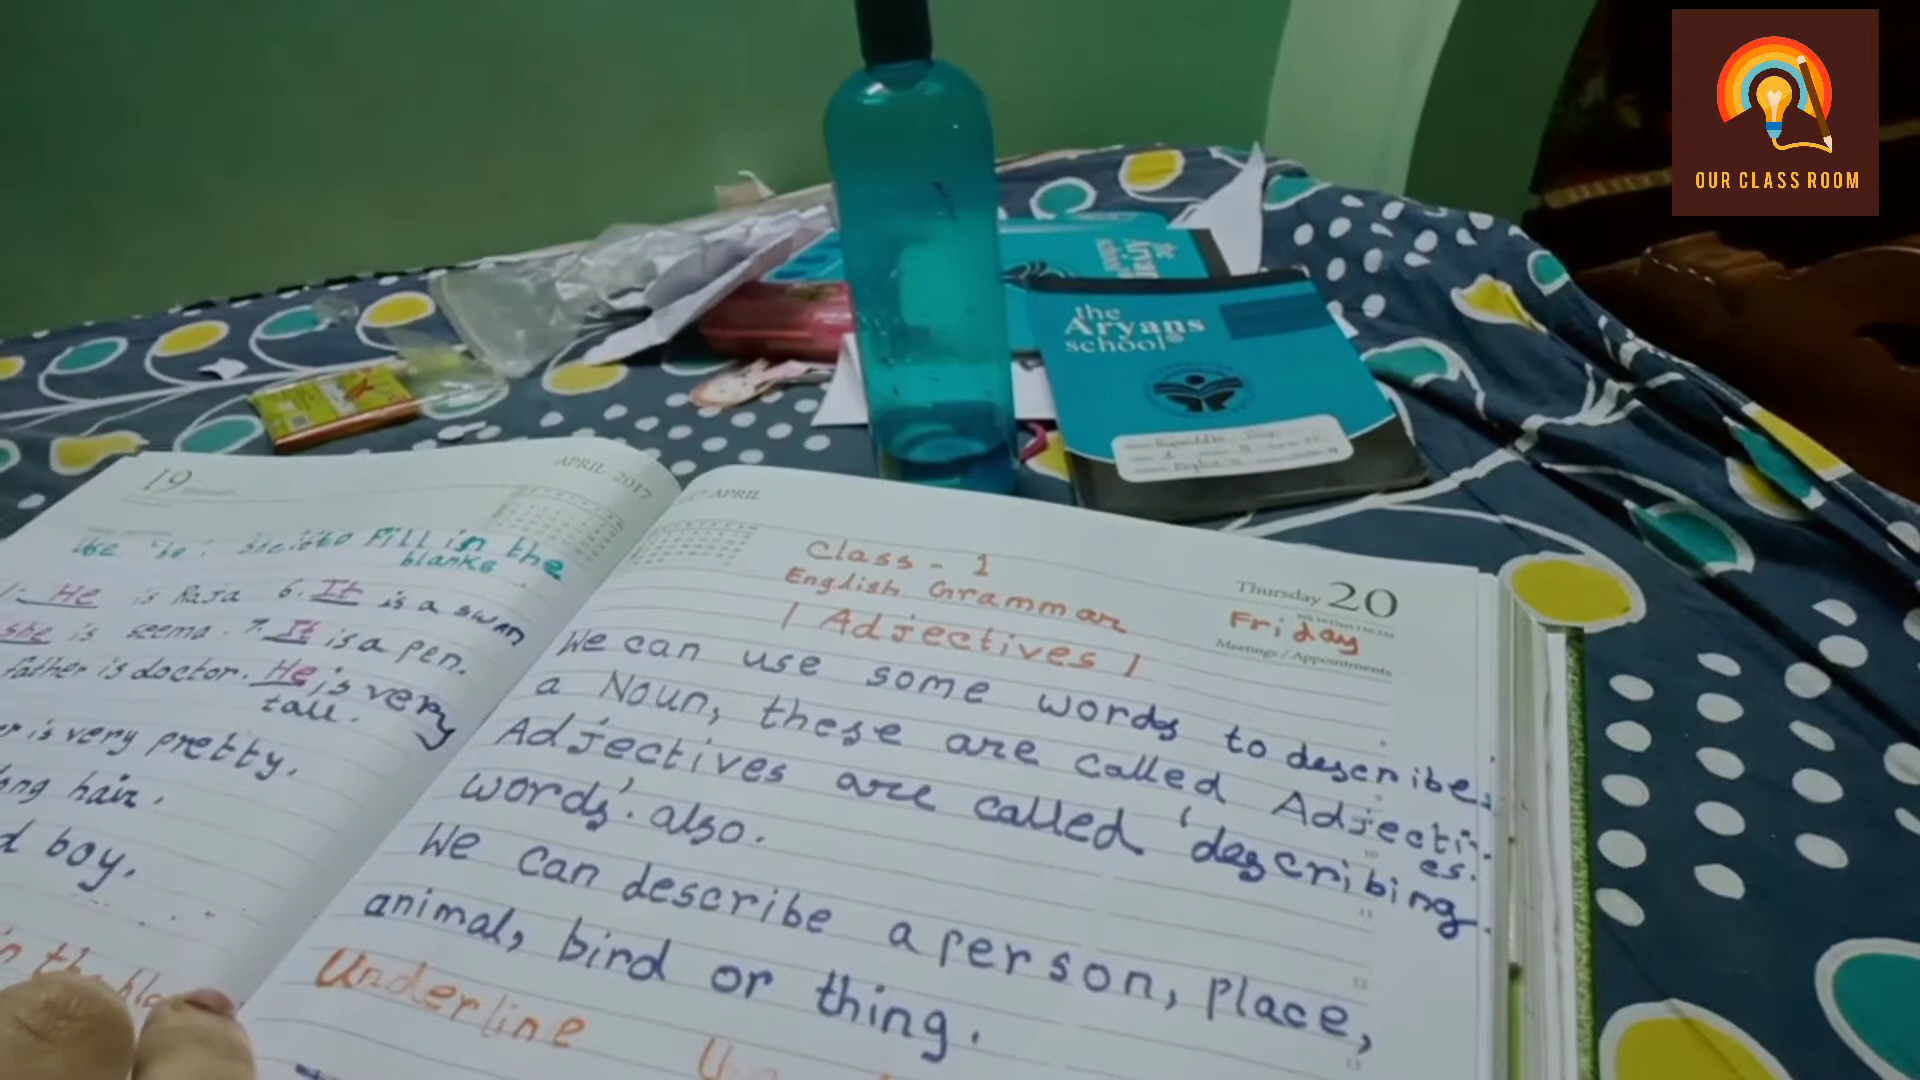 OUR CLASS ROOM
the
Aryans
school
19
APRIL 2017
Fill in the
blanks
He is Raja 6. It is a swan
she is seema. 7. It is a pen.
father is doctor. He is very
tall.
is very pretty.
hair.
boy.
APRIL
Thursday 20
Friday
Meetings / Appointments
Class - 1
English Grammar
Adjectives
We can use some words to describe
a Noun, these are called Adjecti-
es.
Adjectives are called 'describing
words'. also.
We can describe a person, place,
animal, bird or thing.
Underline